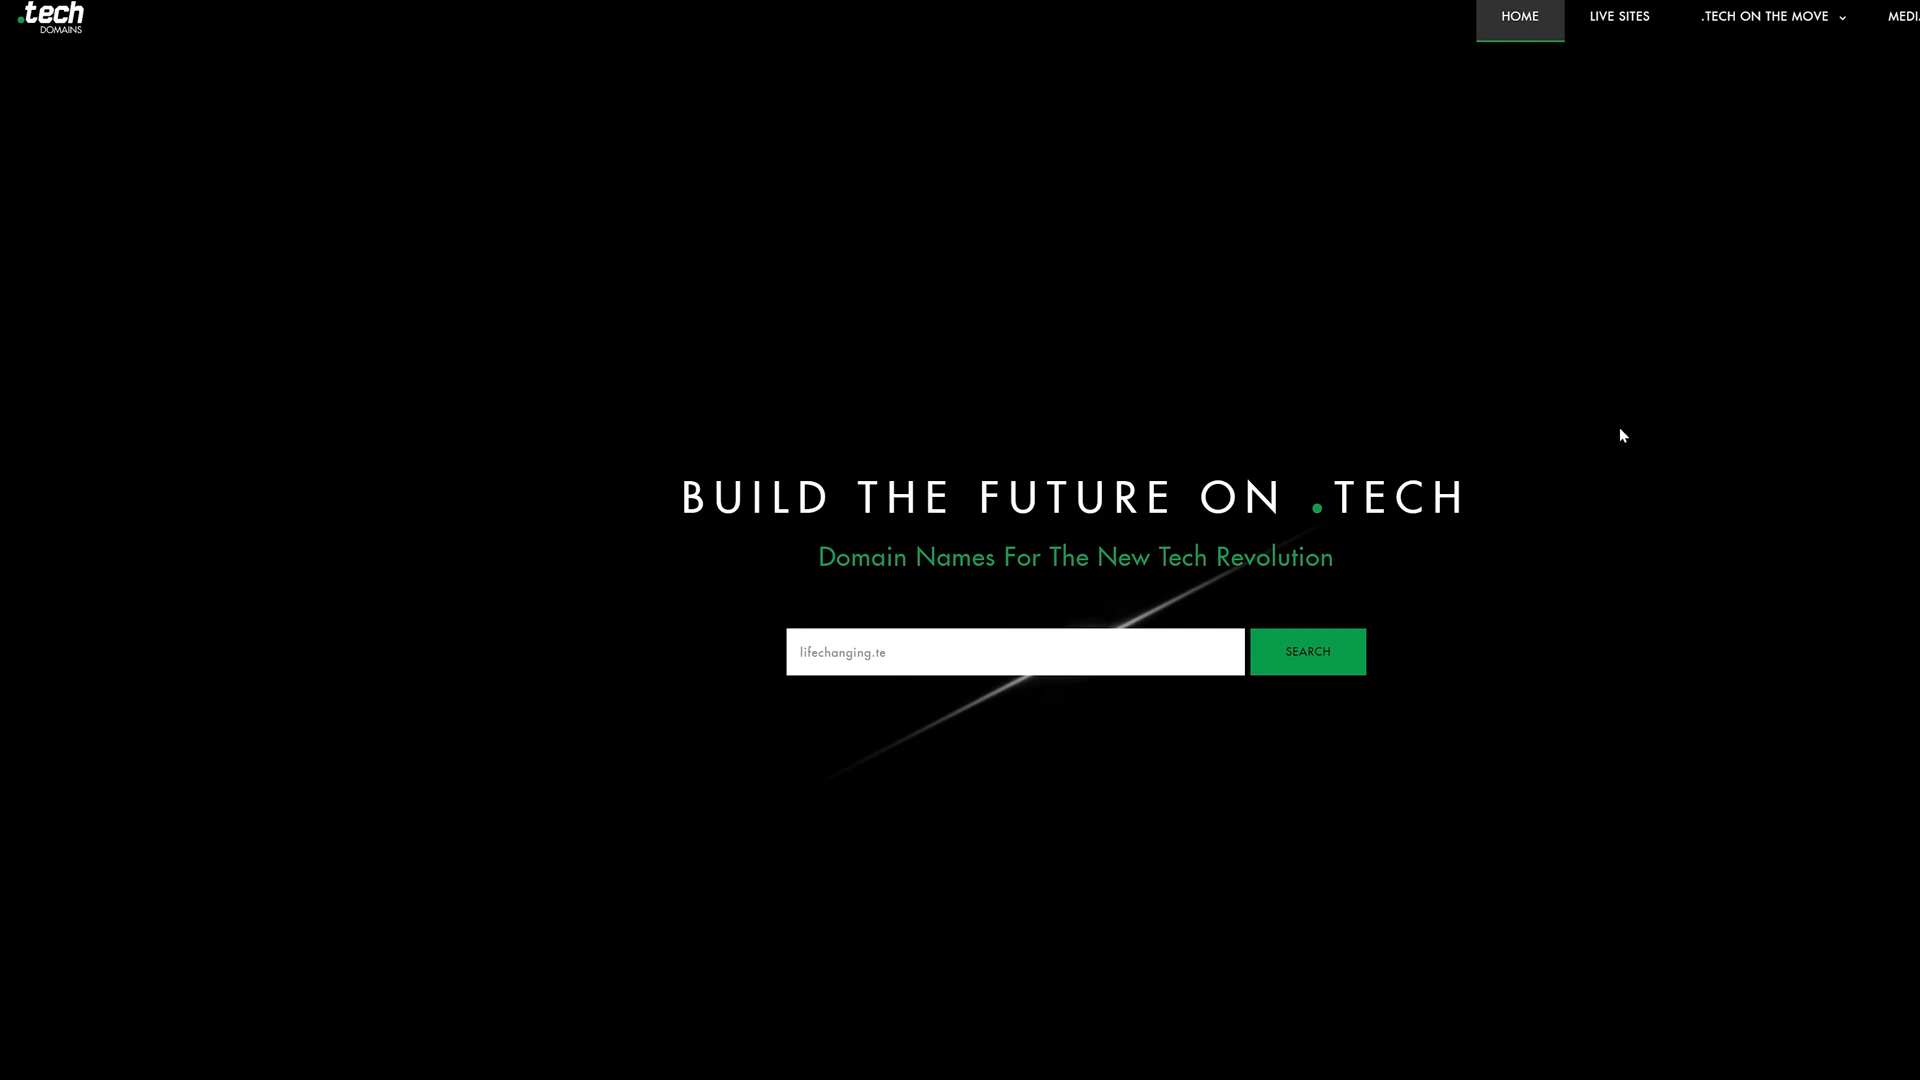 .tech
DOMAINS
HOME
LIVE SITES
.TECH ON THE MOVE
BUILD THE FUTURE ON .TECH
Domain Names For The New Tech Revolution
lifechanging.te
SEARCH